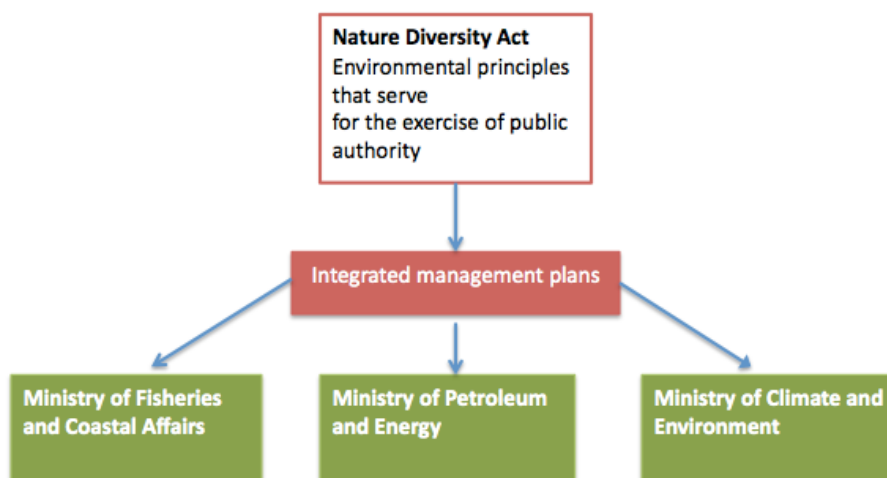 Nature Diversity Act
Environmental principles
that serve
for the exercise of public
authority
Integrated management plans
Ministry of Fisheries
and Coastal Affairs
Ministry of Petroleum
and Energy
Ministry of Climate and
Environment